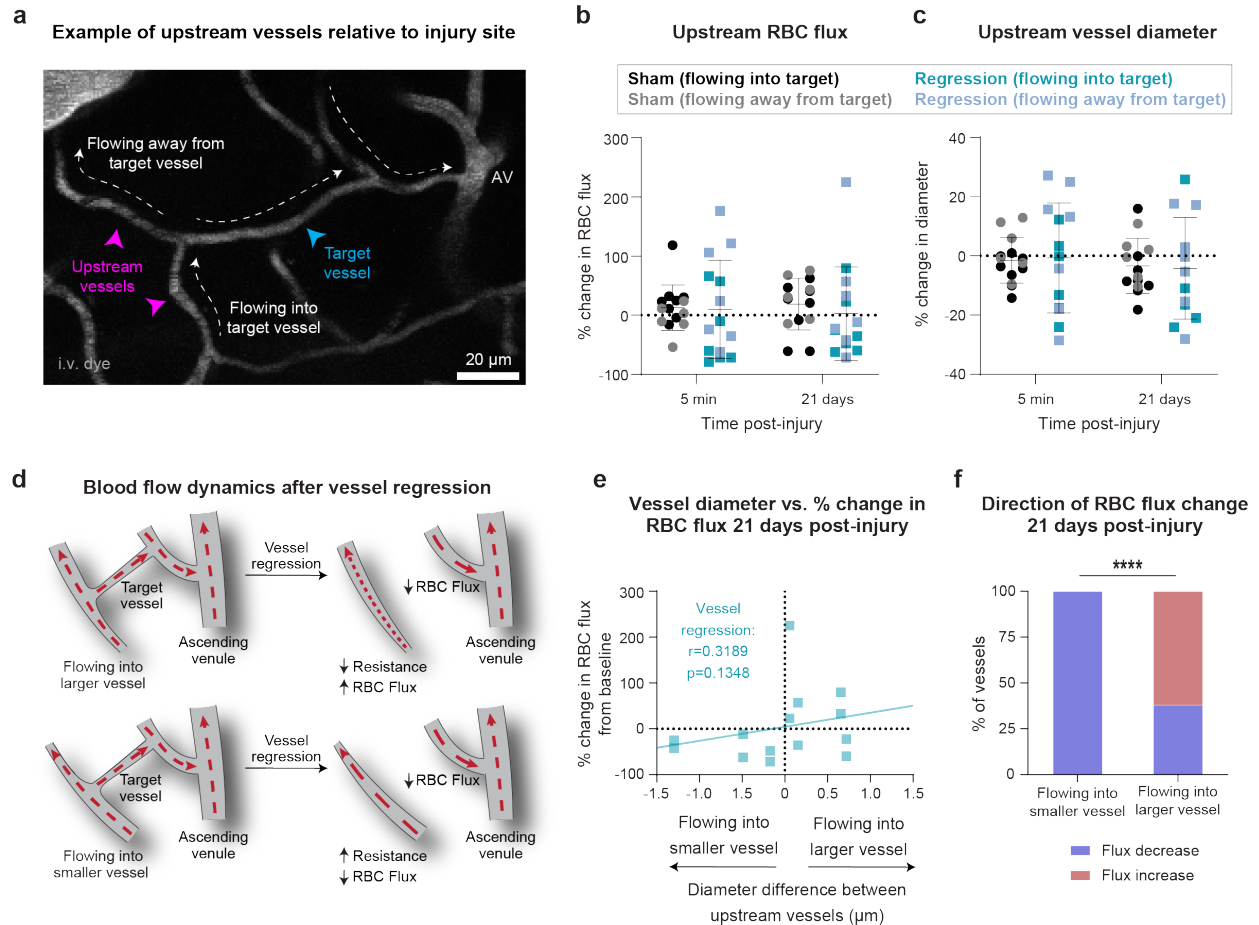 a
Example of upstream vessels relative to injury site
Flowing away from
target vessel
AV
Upstream
vessels
Target
vessel
Flowing into
target vessel
i.v. dye
20 µm
b
Upstream RBC flux
c
Upstream vessel diameter
Sham (flowing into target)
Sham (flowing away from target)
Regression (flowing into target)
Regression (flowing away from target)
% change in RBC flux
300
200
100
0
-100
5 min
21 days
Time post-injury
% change in diameter
40
20
0
-20
-40
5 min
21 days
Time post-injury
d
Blood flow dynamics after vessel regression
Target
vessel
Ascending
venule
Flowing into
larger vessel
Vessel
regression
↓ RBC Flux
↓ Resistance
↑ RBC Flux
Ascending
venule
Target
vessel
Ascending
venule
Flowing into
smaller vessel
Vessel
regression
↓ RBC Flux
↑ Resistance
↓ RBC Flux
Ascending
venule
e
Vessel diameter vs. % change in
RBC flux 21 days post-injury
% change in RBC flux
from baseline
300
200
100
0
-100
Vessel
regression:
r=0.3189
p=0.1348
-1.5
-1.0
0.5
0
0.5
1.0
1.5
Flowing into
smaller vessel
Flowing into
larger vessel
Diameter difference between
upstream vessels (µm)
f
Direction of RBC flux change
21 days post-injury
****
% of vessels
100
75
50
25
0
Flowing into
smaller vessel
Flowing into
larger vessel
Flux decrease
Flux increase